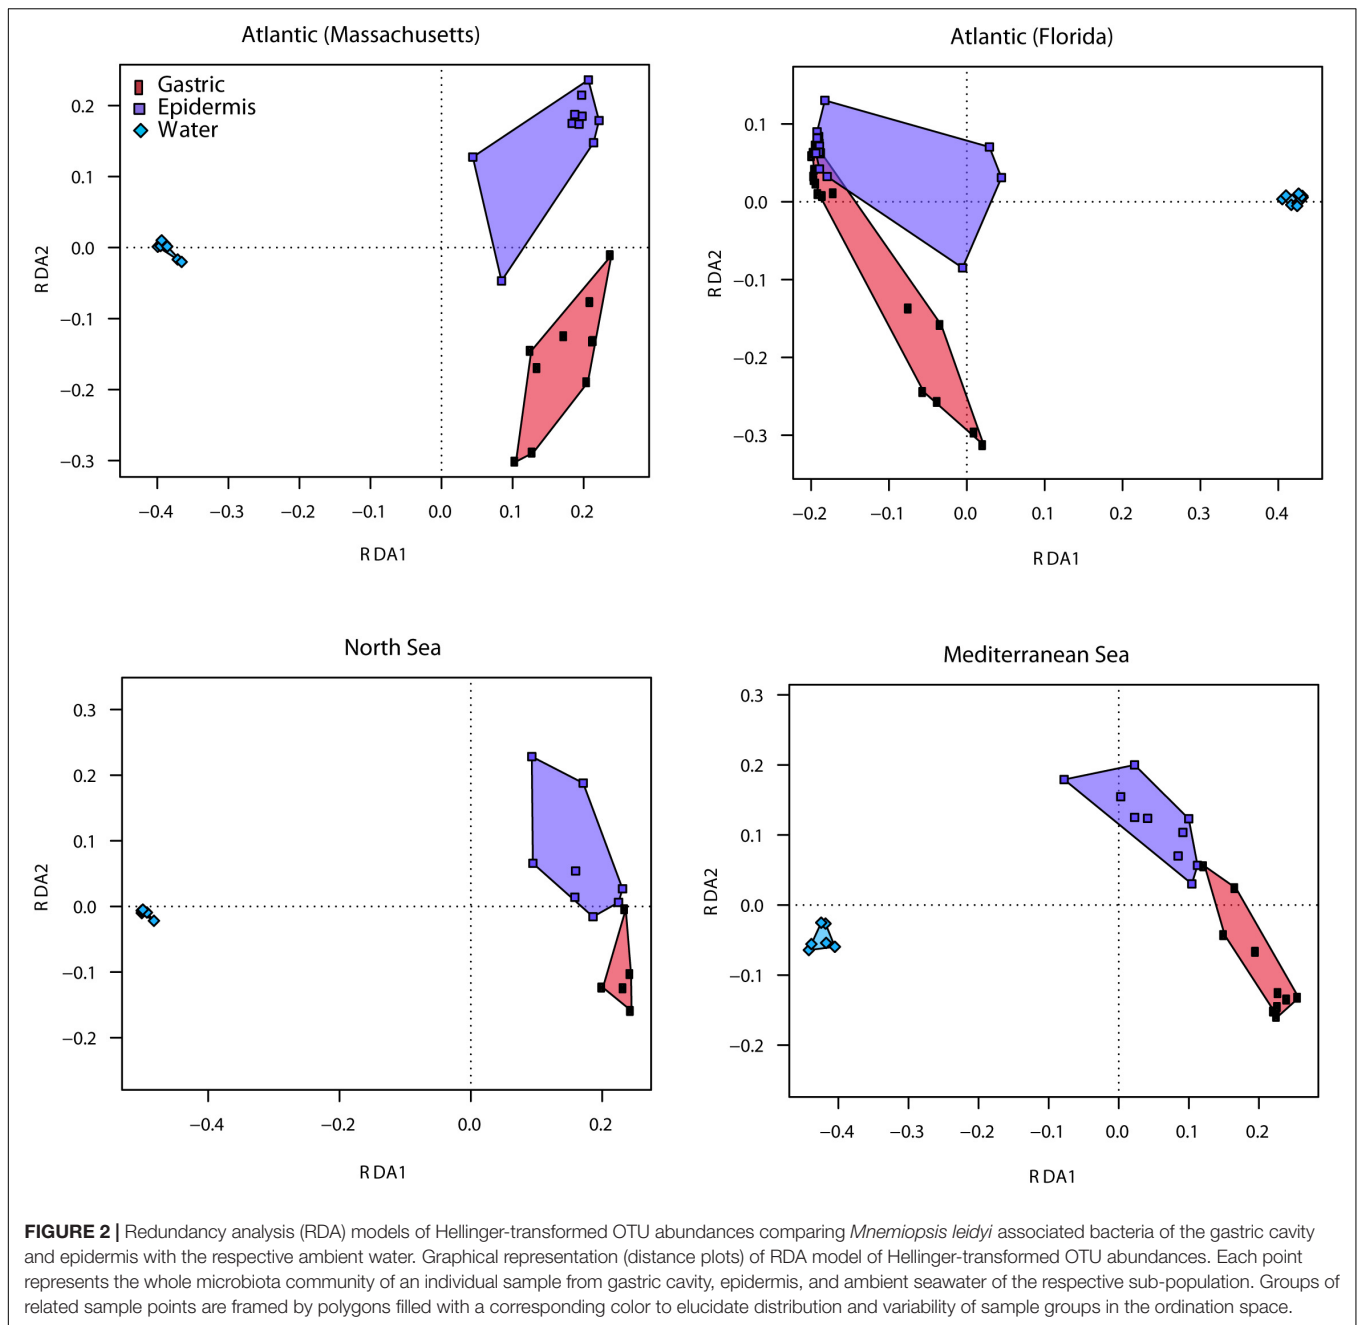 Atlantic (Massachusetts)
Gastric
Epidermis
Water
0.2
0.1
0.0
−0.1
−0.2
−0.3
RDA2
−0.4 −0.3 −0.2 −0.1 0.0 0.1 0.2
RDA1
Atlantic (Florida)
0.1
0.0
−0.1
−0.2
−0.3
RDA2
−0.2 −0.1 0.0 0.1 0.2 0.3 0.4
RDA1
North Sea
0.3
0.2
0.1
0.0
−0.1
−0.2
RDA2
−0.4 −0.2 0.0 0.2
RDA1
Mediterranean Sea
0.3
0.2
0.1
0.0
−0.1
−0.2
RDA2
−0.4 −0.3 −0.2 −0.1 0.0 0.1 0.2
RDA1
FIGURE 2 | Redundancy analysis (RDA) models of Hellinger-transformed OTU abundances comparing Mnemiopsis leidyi associated bacteria of the gastric cavity
and epidermis with the respective ambient water. Graphical representation (distance plots) of RDA model of Hellinger-transformed OTU abundances. Each point
represents the whole microbiota community of an individual sample from gastric cavity, epidermis, and ambient seawater of the respective sub-population. Groups of
related sample points are framed by polygons filled with a corresponding color to elucidate distribution and variability of sample groups in the ordination space.